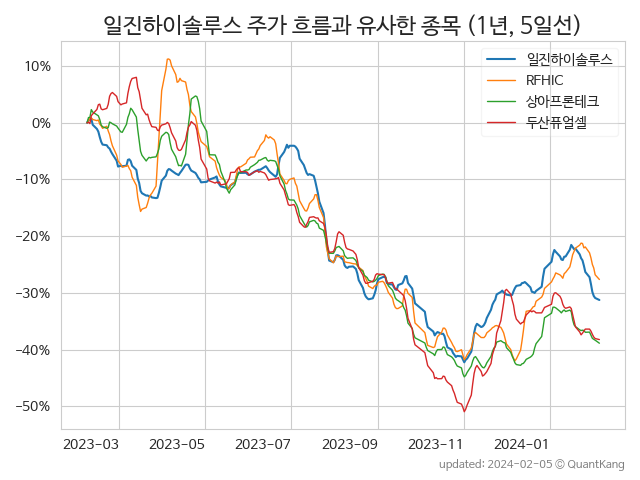 일진하이솔루스 주가 흐름과 유사한 종목 (1년, 5일선)
일진하이솔루스
RFHIC
상아프론테크
두산퓨얼셀
10%
0%
−10%
−20%
−30%
−40%
−50%
2023-03 2023-05 2023-07 2023-09 2023-11 2024-01
updated: 2024-02-05 © QuantKang